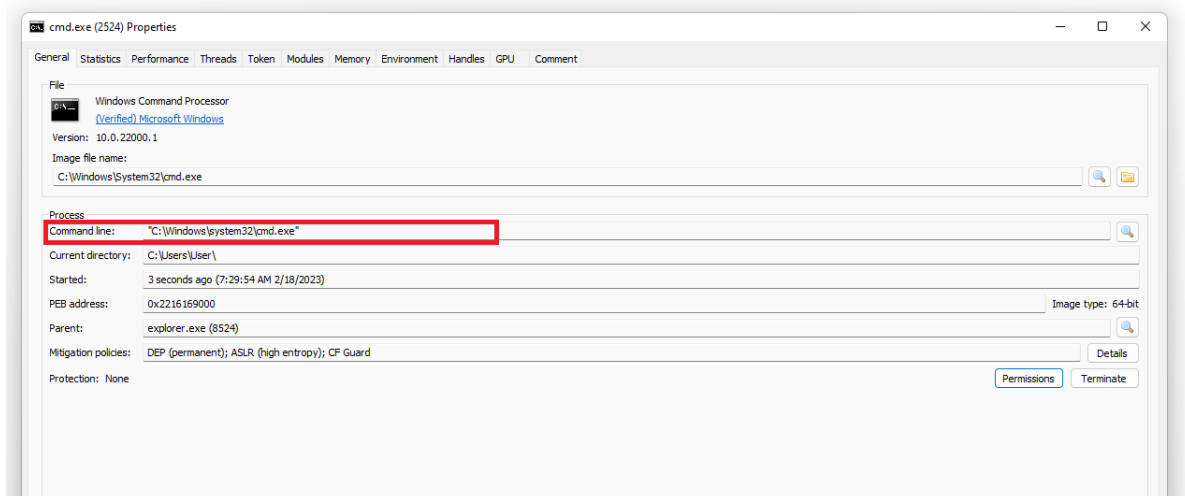 cmd.exe (2524) Properties
General Statistics Performance Threads Token Modules Memory Environment Handles GPU Comment
File
Windows Command Processor
(Verified) Microsoft Windows
Version: 10.0.22000.1
Image file name:
C:\Windows\System32\cmd.exe
Process
Command line: "C:\Windows\system32\cmd.exe"
Current directory: C:\Users\User\
Started: 3 seconds ago (7:29:54 AM 2/18/2023)
PEB address: 0x2216169000 Image type: 64-bit
Parent: explorer.exe (8524)
Mitigation policies: DEP (permanent); ASLR (high entropy); CF Guard Details
Protection: None Permissions Terminate